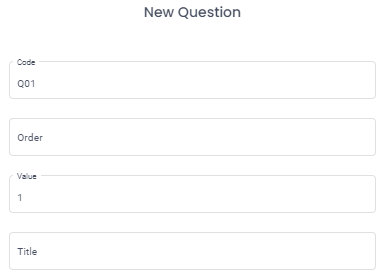 New Question
Code
Q01
Order
Value
1
Title